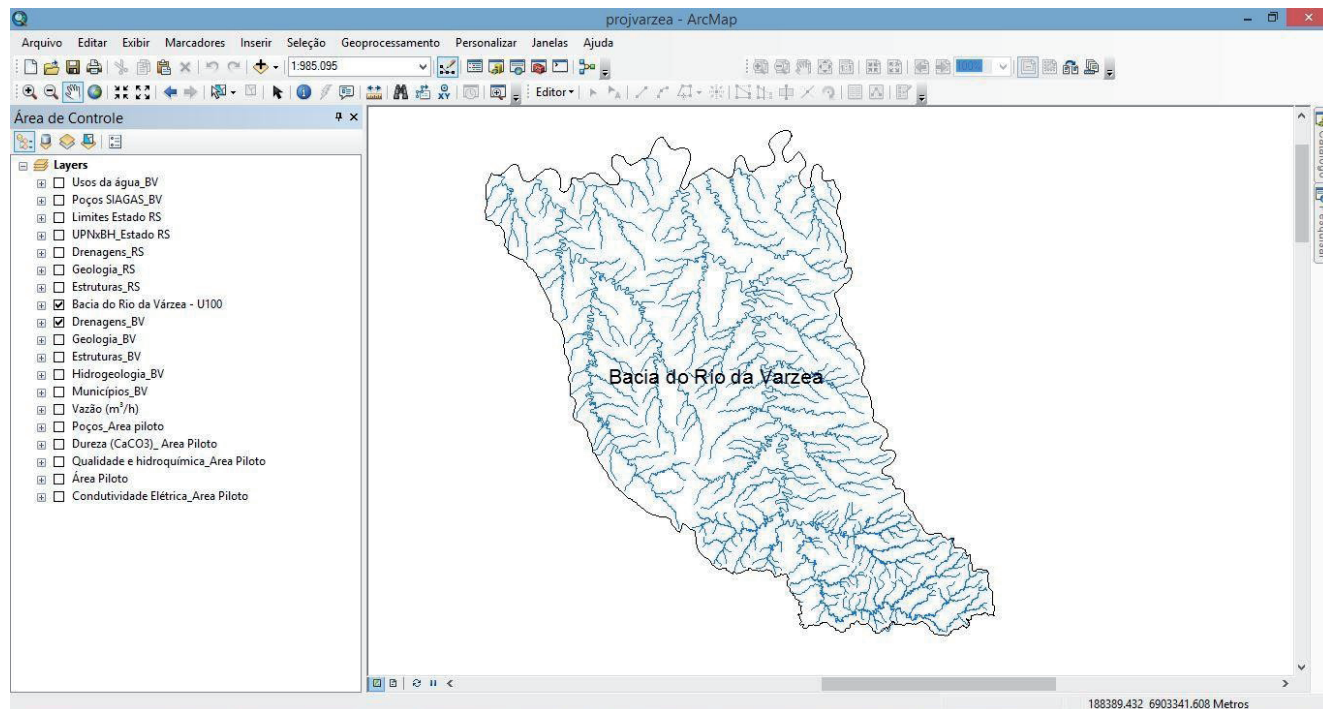 projvarzea - ArcMap
Arquivo Editar Exibir Marcadores Inserir Seleção Geoprocessamento Personalizar Janelas Ajuda
1:985.095
100%
Editor
Área de Controle
Layers
Usos da água_BV
Poços SIAGAS_BV
Limites Estado RS
UPNxBH_Estado RS
Drenagens_RS
Geologia_RS
Estruturas_RS
Bacia do Rio da Várzea - U100
Drenagens_BV
Geologia_BV
Estruturas_BV
Hidrogeologia_BV
Municípios_BV
Vazão (m³/h)
Poços_Area piloto
Dureza (CaCO3)_ Area Piloto
Qualidade e hidroquímica_Area Piloto
Área Piloto
Condutividade Elétrica_Area Piloto
Bacia do Rio da Varzea
188389.432 6903341.608 Metros